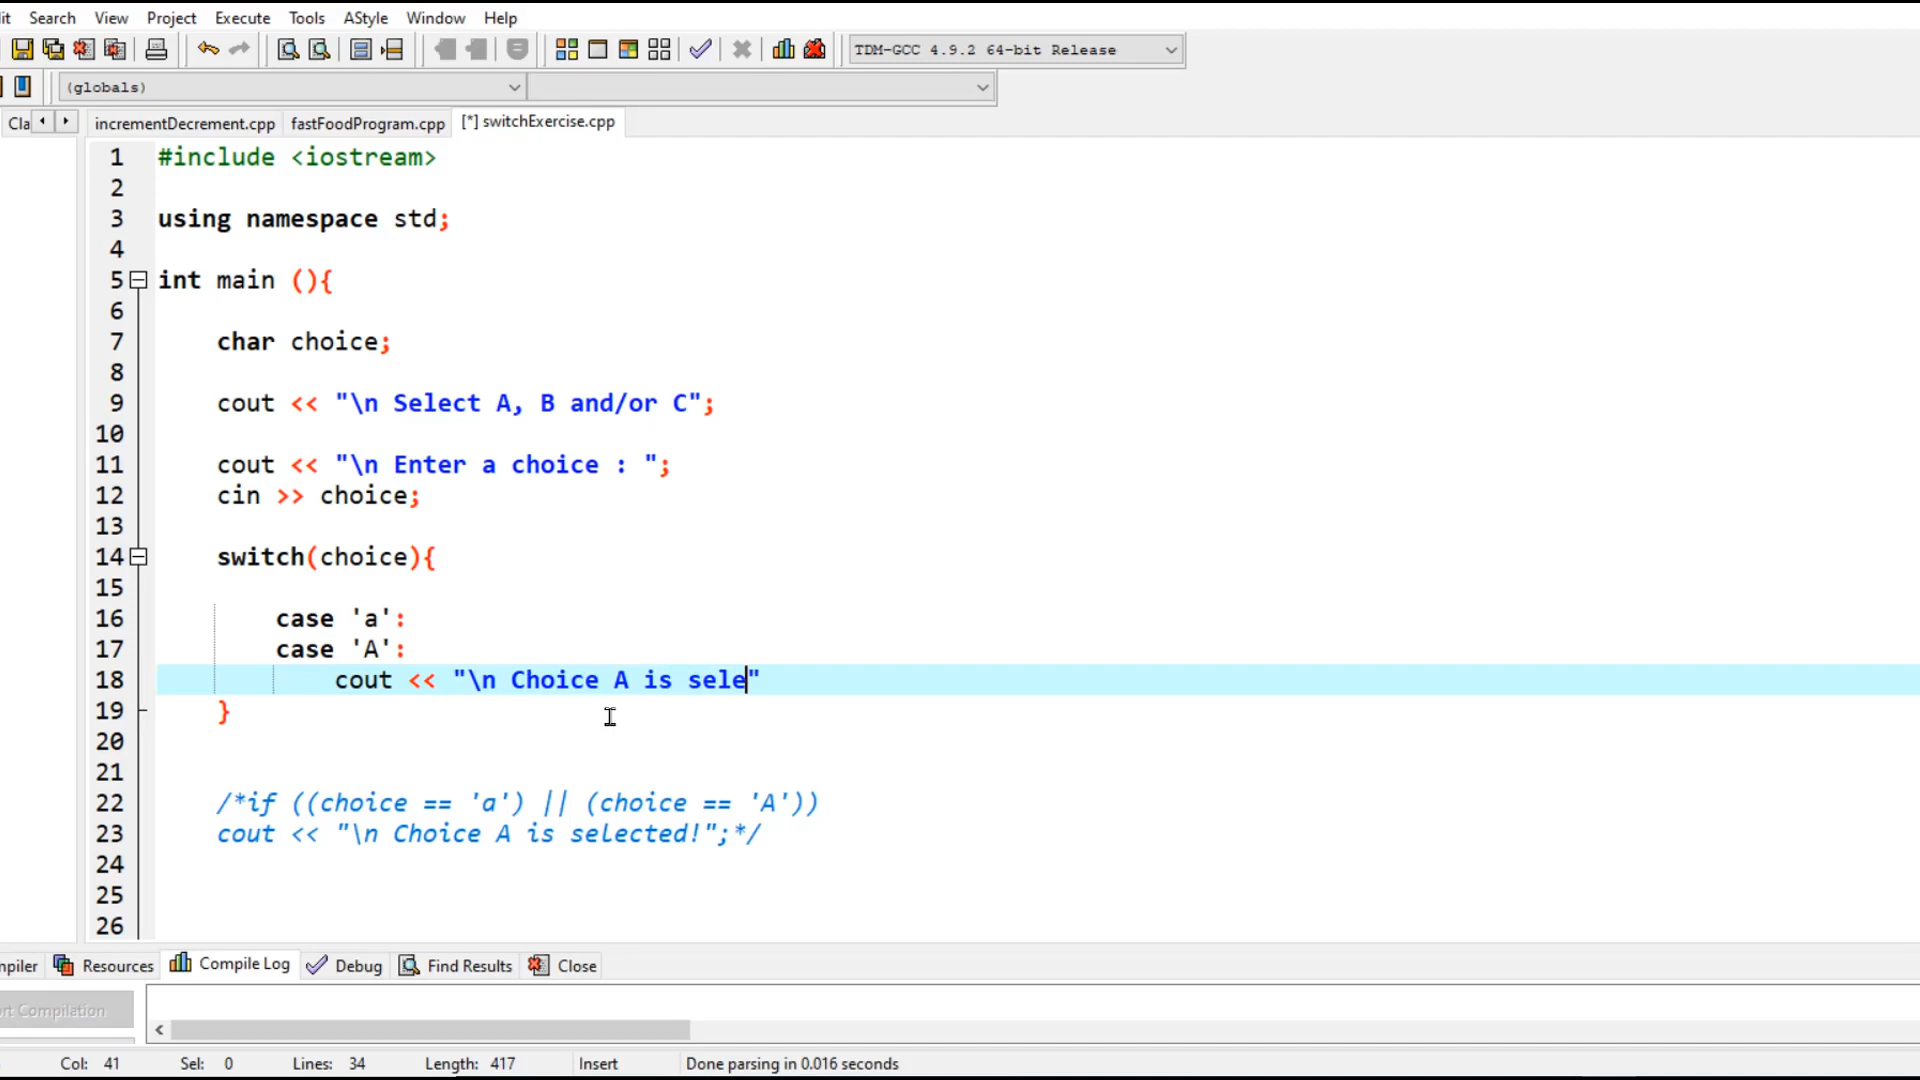 it Search View Project Execute Tools AStyle Window Help
TDM-GCC 4.9.2 64-bit Release
(globals)
Cla incrementDecrement.cpp fastFoodProgram.cpp [*] switchExercise.cpp
1 #include <iostream>
2
3 using namespace std;
4
5 int main (){
6
7 char choice;
8
9 cout << "\n Select A, B and/or C";
10
11 cout << "\n Enter a choice : ";
12 cin >> choice;
13
14 switch(choice){
15
16 case 'a':
17 case 'A':
18 cout << "\n Choice A is sele"
19 }
20
21
22 /*if ((choice == 'a') || (choice == 'A'))
23 cout << "\n Choice A is selected!";*/
24
25
26
mpiler Resources Compile Log Debug Find Results Close
rt Compilation
Col: 41 Sel: 0 Lines: 34 Length: 417 Insert Done parsing in 0.016 seconds